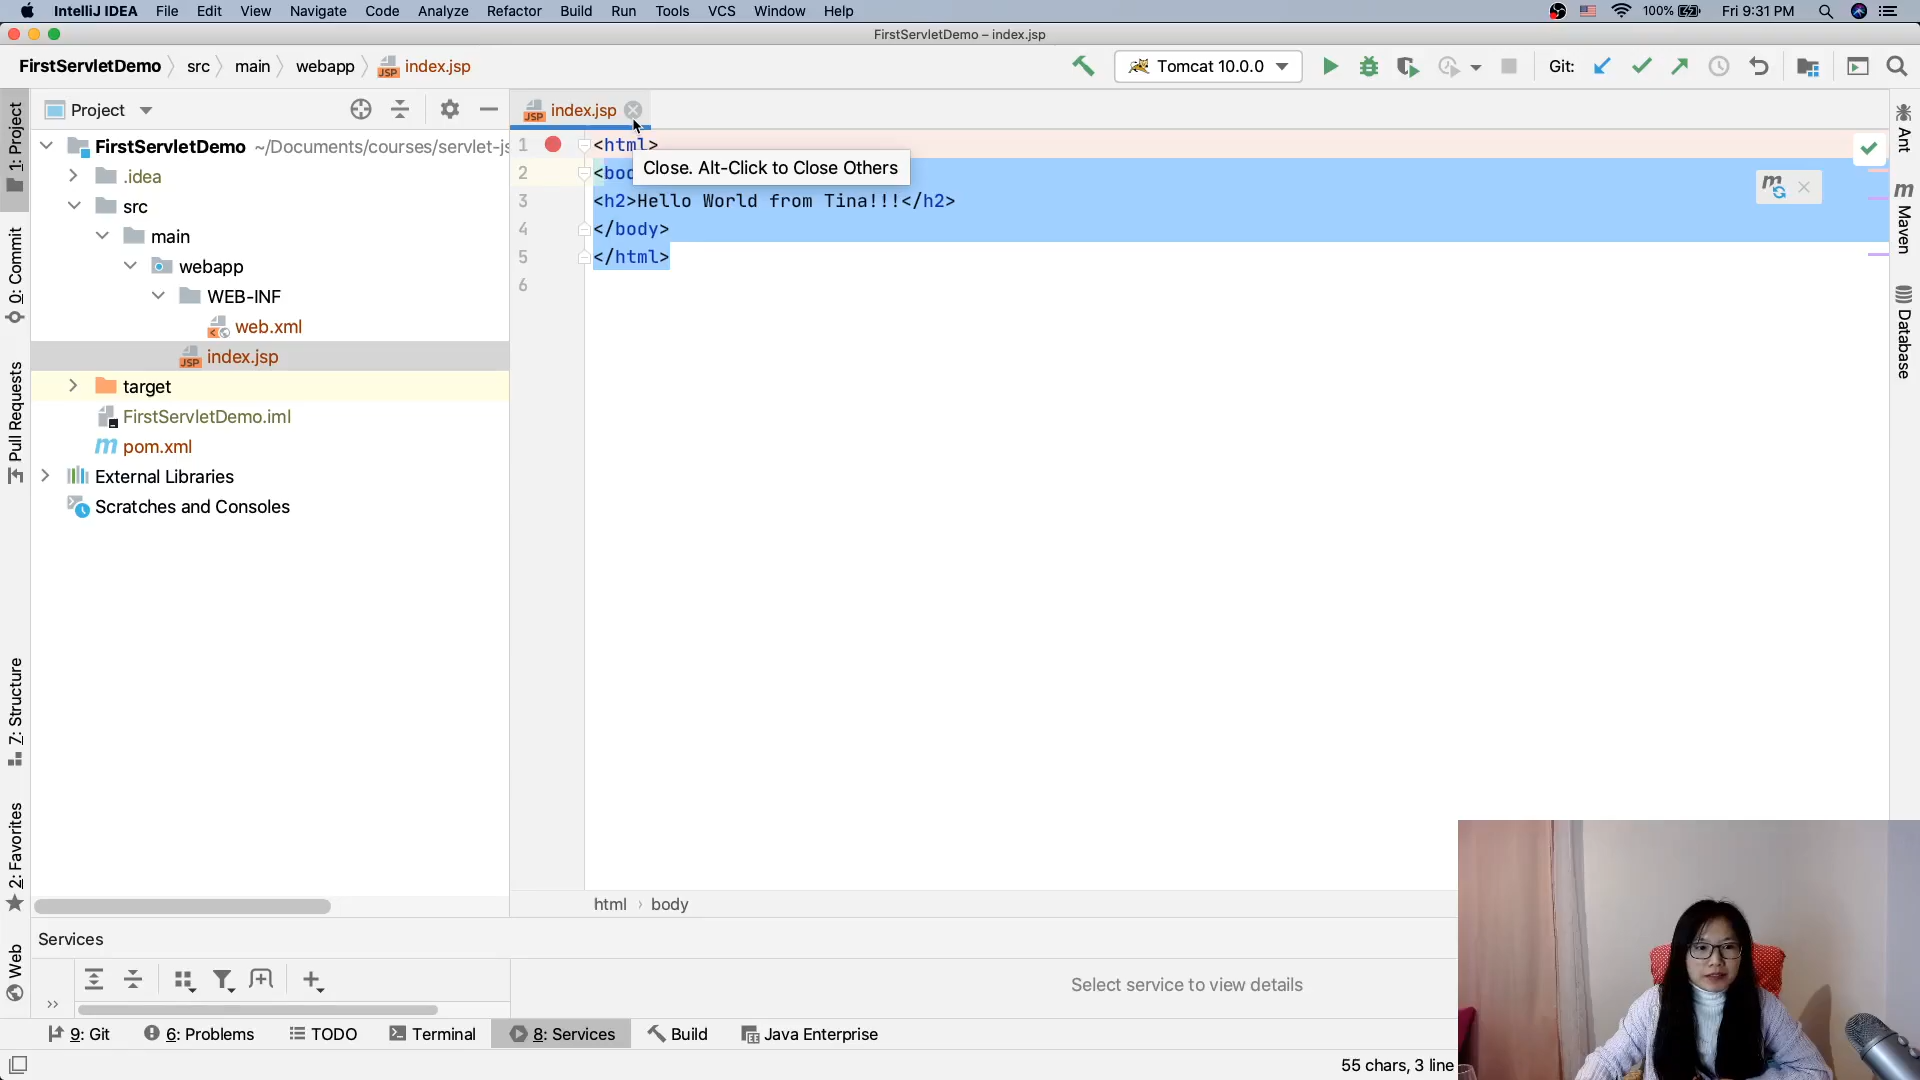 IntelliJ IDEA File Edit View Navigate Code Analyze Refactor Build Run Tools VCS Window Help 100% Fri 9:31 PM
FirstServletDemo – index.jsp
FirstServletDemo src main webapp index.jsp Tomcat 10.0.0 Git:
Project index.jsp
FirstServletDemo ~/Documents/courses/servlet-js
.idea
src
main
webapp
WEB-INF
web.xml
index.jsp
target
FirstServletDemo.iml
pom.xml
External Libraries
Scratches and Consoles
1 <html>
Close. Alt-Click to Close Others
2 <bod
3 <h2>Hello World from Tina!!!</h2>
4 </body>
5 </html>
6
html › body
1: Project
0: Commit
Pull Requests
7: Structure
2: Favorites
Web
Ant
Maven
Database
Services
Select service to view details
9: Git 6: Problems TODO Terminal 8: Services Build Java Enterprise
55 chars, 3 line